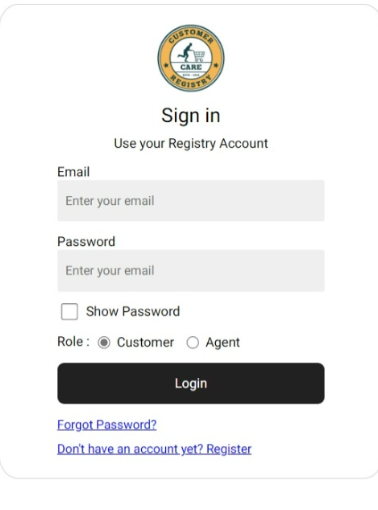 CUSTOMER
CARE
REGISTRY
Sign in
Use your Registry Account
Email
Enter your email
Password
Enter your email
Show Password
Role : Customer Agent
Login
Forgot Password?
Don't have an account yet? Register